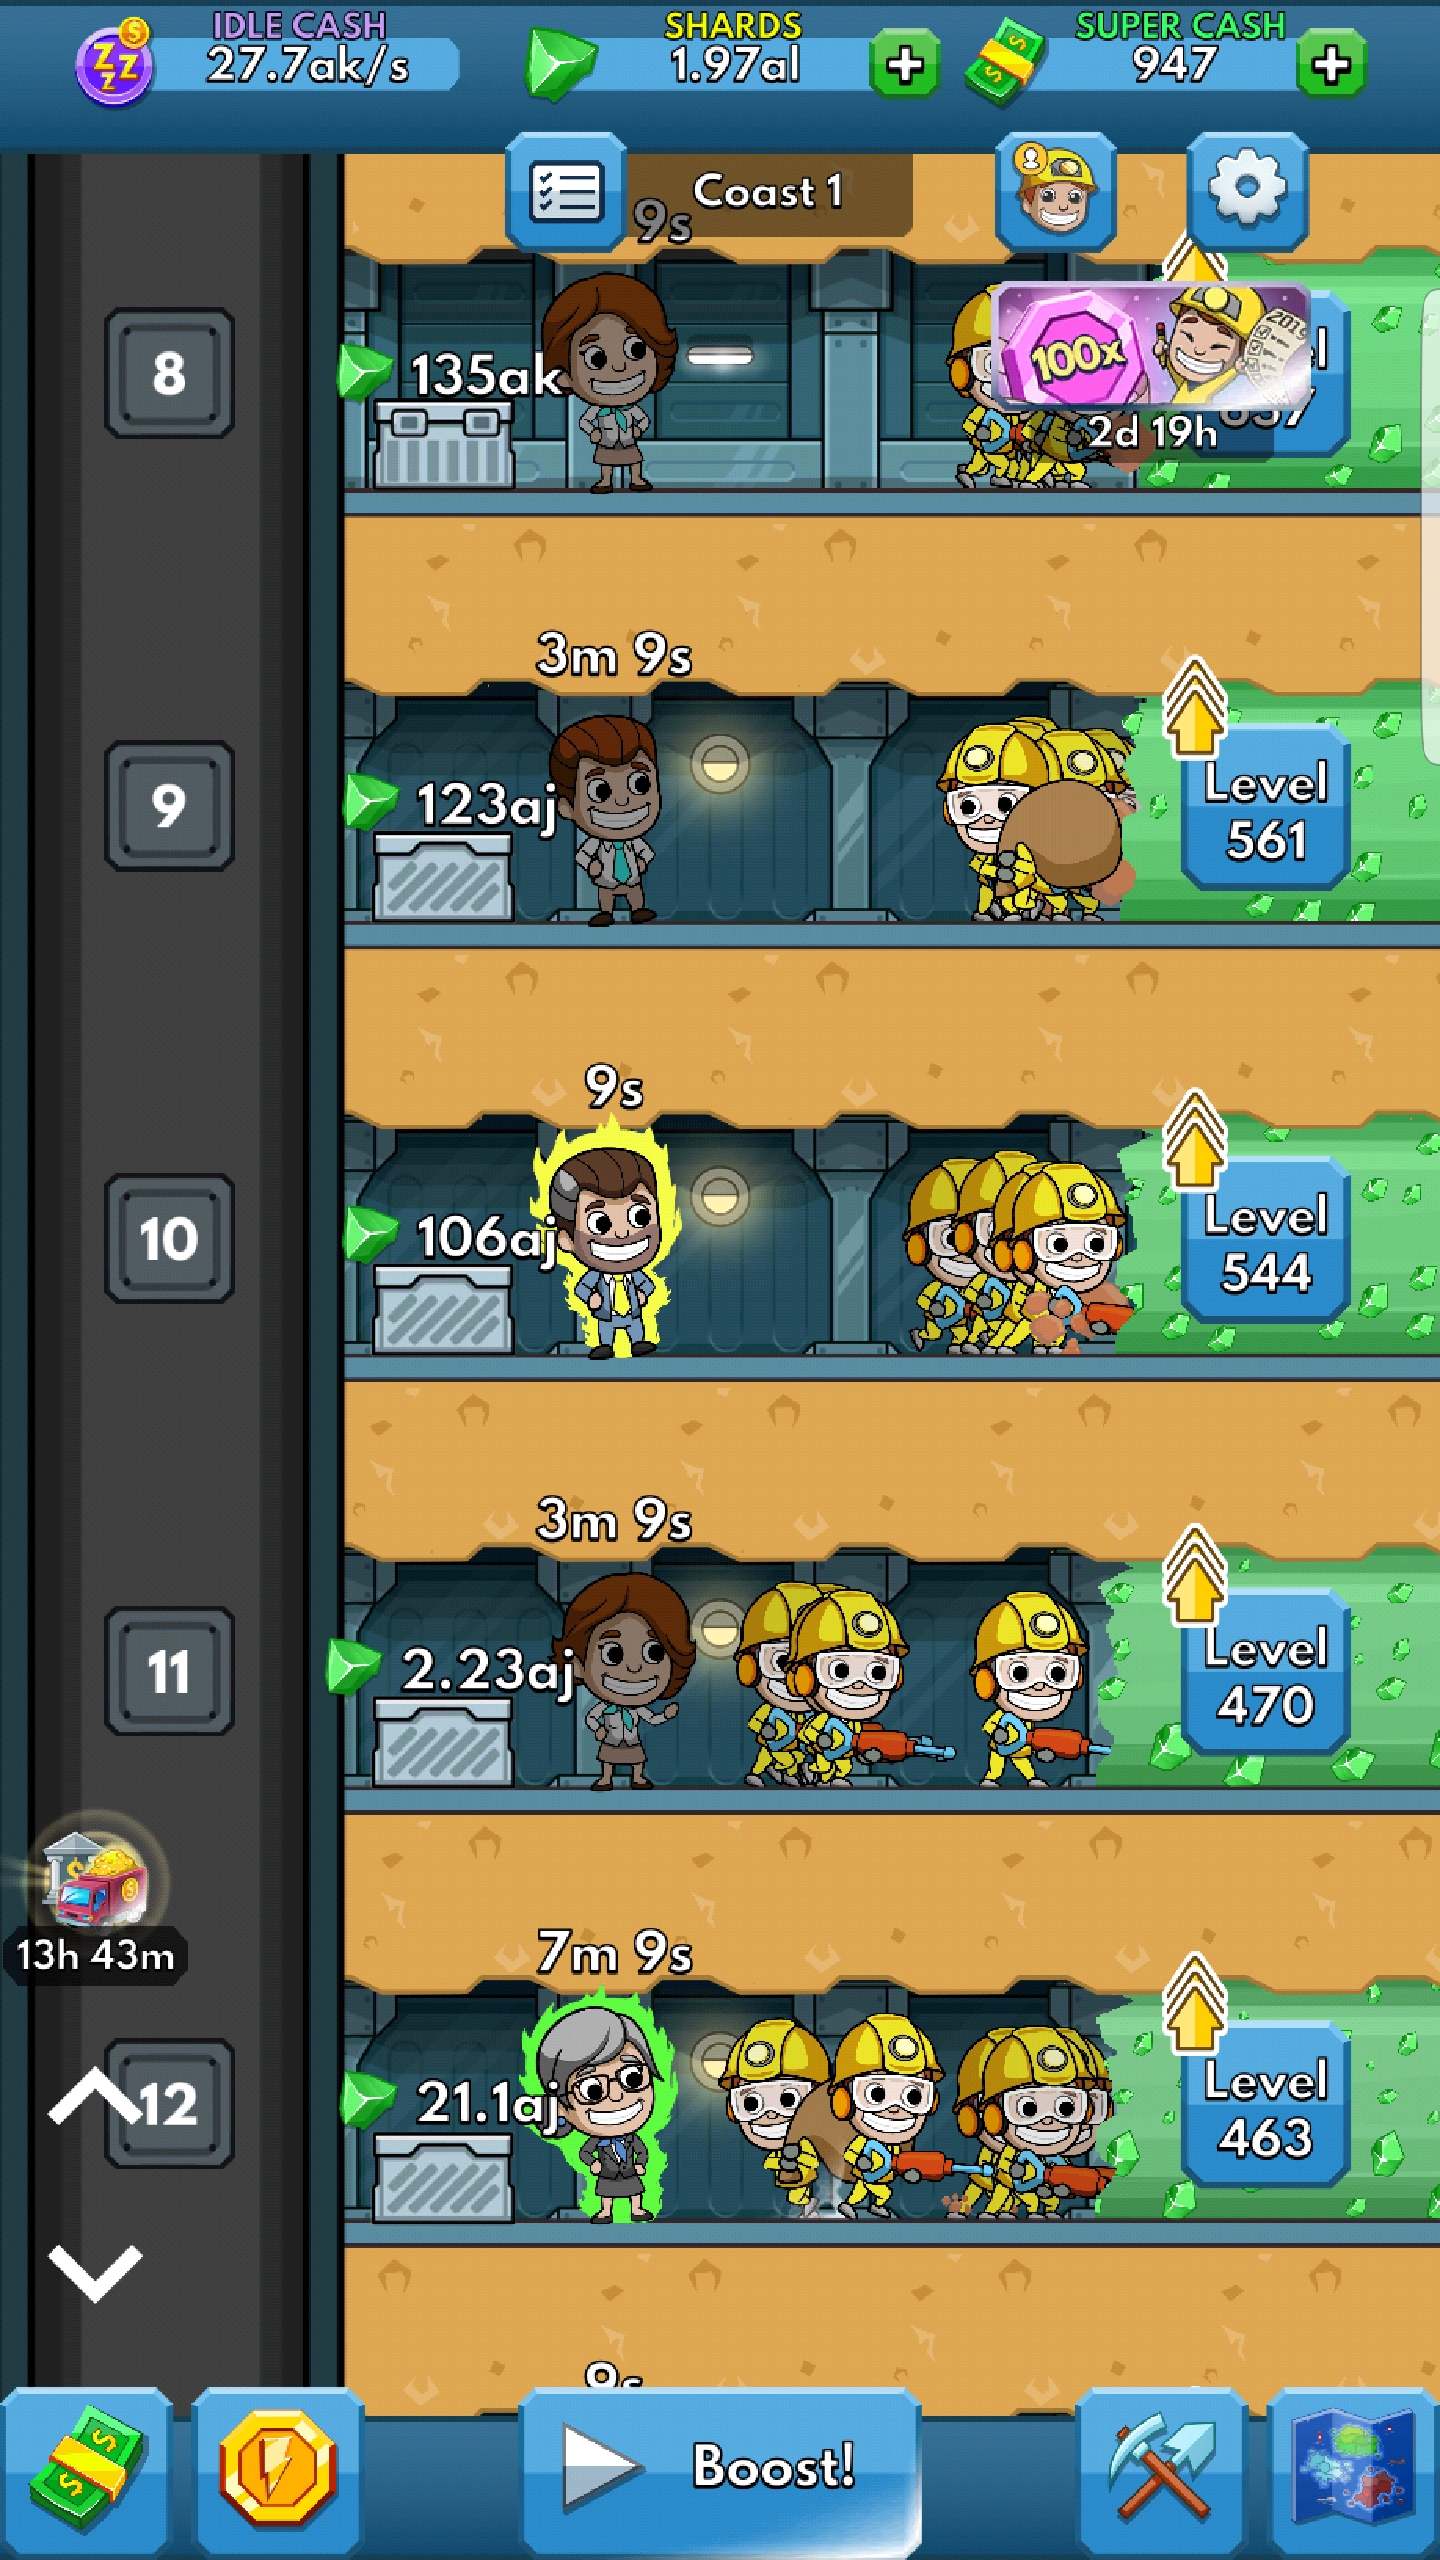 IDLE CASH
27.7ak/s
SHARDS
1.97al
SUPER CASH
947
Coast 1
9s
8
135ak
100x
2d 19h
3m 9s
9
123aj
Level
561
9s
10
106aj
Level
544
3m 9s
11
2.23aj
Level
470
13h 43m
7m 9s
12
21.1aj
Level
463
9s
Boost!